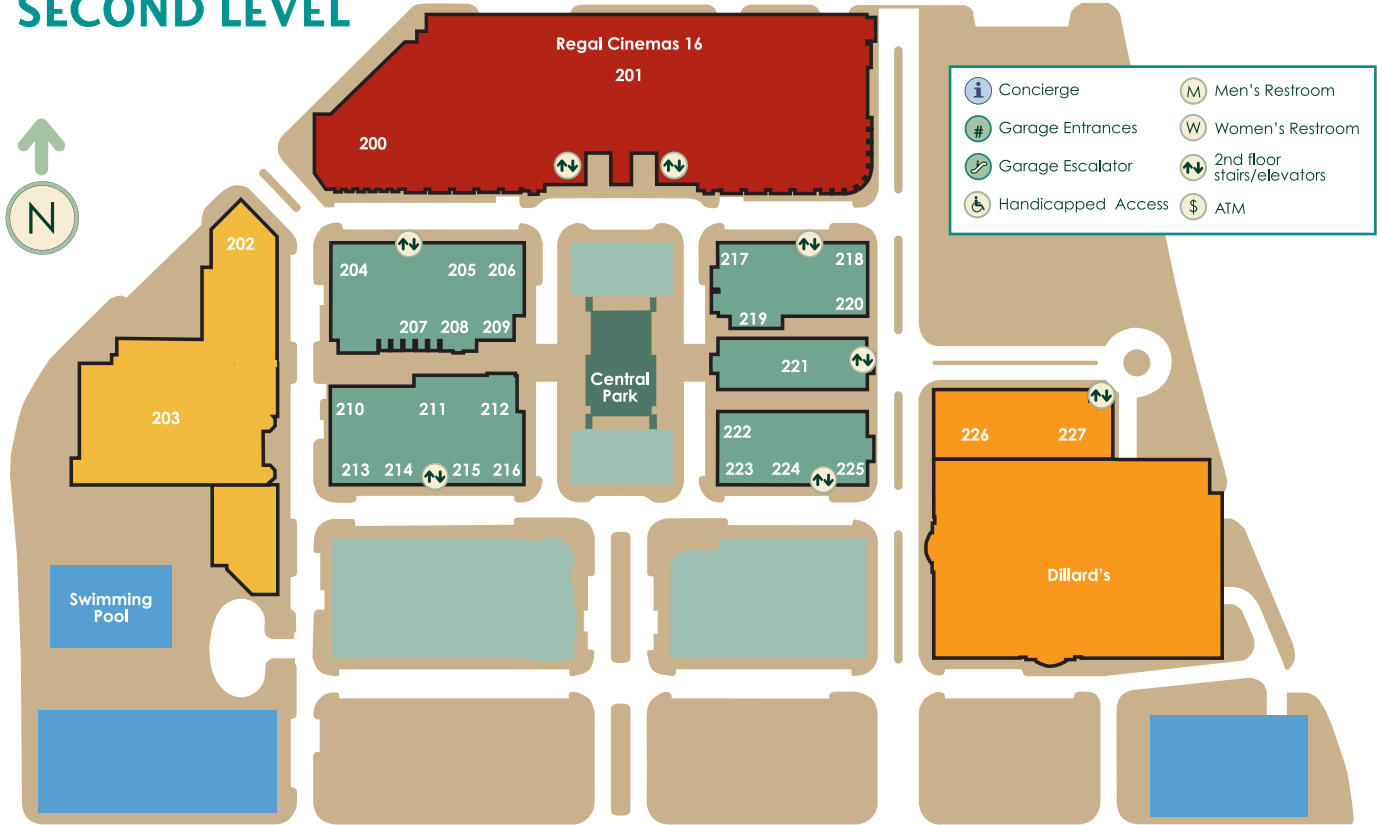 SECOND LEVEL
Regal Cinemas 16
201
200
N
Concierge
# Garage Entrances
Garage Escalator
Handicapped Access
M Men's Restroom
W Women's Restroom
2nd floor
stairs/elevators
$ ATM
202
203
204 205 206
207 208 209
210 211 212
213 214 215 216
Central
Park
217 218
220
219
221
222
223 224 225
226 227
Dillard's
Swimming
Pool